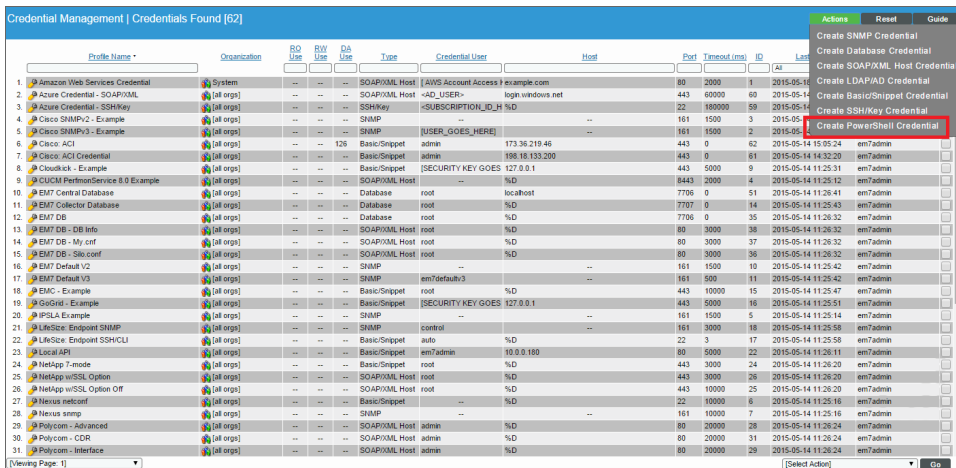 Credential Management | Credentials Found [62]
Actions Reset Guide
Create SNMP Credential
Create Database Credential
Create SOAP/XML Host Credentia
Create LDAP/AD Credential
Create Basic/Snippet Credential
Create SSH/Key Credential
Create PowerShell Credential
Profile Name • Organization RO Use RW Use DA Use Type Credential User Host Port Timeout (ms) ID Last
All
1. Amazon Web Services Credential System -- -- -- SOAP/XML Host [ AWS Account Access K example.com 80 2000 1 2015-05-18
2. Azure Credential - SOAP/XML [all orgs] -- -- -- SOAP/XML Host <AD_USER> login.windows.net 443 60000 60 2015-05-14
3. Azure Credential - SSH/Key [all orgs] -- -- -- SSH/Key <SUBSCRIPTION_ID_H %D 22 180000 59 2015-05-14
4. Cisco SNMPv2 - Example [all orgs] -- -- -- SNMP -- -- 161 1500 3 2015-05-14
5. Cisco SNMPv3 - Example [all orgs] -- -- -- SNMP [USER_GOES_HERE] -- 161 1500 2 2015-05-
6. Cisco: ACI [all orgs] -- -- 126 Basic/Snippet admin 173.36.219.46 443 0 62 2015-05-14 15:05:24 em7admin
7. Cisco: ACI Credential [all orgs] -- -- -- Basic/Snippet admin 198.18.133.200 443 0 61 2015-05-14 14:32:20 em7admin
8. Cloudkick - Example [all orgs] -- -- -- Basic/Snippet [SECURITY KEY GOES 127.0.0.1 443 5000 9 2015-05-14 11:25:31 em7admin
9. CUCM PerfmonService 8.0 Example [all orgs] -- -- -- SOAP/XML Host -- %D 8443 2000 4 2015-05-14 11:25:12 em7admin
10. EM7 Central Database [all orgs] -- -- -- Database root localhost 7706 0 51 2015-05-14 11:26:41 em7admin
11. EM7 Collector Database [all orgs] -- -- -- Database root %D 7707 0 14 2015-05-14 11:25:43 em7admin
12. EM7 DB [all orgs] -- -- -- Database root %D 7706 0 35 2015-05-14 11:26:32 em7admin
13. EM7 DB - DB Info [all orgs] -- -- -- SOAP/XML Host root %D 80 3000 38 2015-05-14 11:26:32 em7admin
14. EM7 DB - My.cnf [all orgs] -- -- -- SOAP/XML Host root %D 80 3000 37 2015-05-14 11:26:32 em7admin
15. EM7 DB - Silo.conf [all orgs] -- -- -- SOAP/XML Host root %D 80 3000 36 2015-05-14 11:26:32 em7admin
16. EM7 Default V2 [all orgs] -- -- -- SNMP -- -- 161 1500 10 2015-05-14 11:25:42 em7admin
17. EM7 Default V3 [all orgs] -- -- -- SNMP em7defaultv3 -- 161 500 11 2015-05-14 11:25:42 em7admin
18. EMC - Example [all orgs] -- -- -- Basic/Snippet root %D 443 10000 15 2015-05-14 11:25:47 em7admin
19. GoGrid - Example [all orgs] -- -- -- Basic/Snippet [SECURITY KEY GOES 127.0.0.1 443 5000 16 2015-05-14 11:25:51 em7admin
20. IPSLA Example [all orgs] -- -- -- SNMP -- -- 161 1500 5 2015-05-14 11:25:14 em7admin
21. LifeSize: Endpoint SNMP [all orgs] -- -- -- SNMP control -- 161 3000 18 2015-05-14 11:25:58 em7admin
22. LifeSize: Endpoint SSH/CLI [all orgs] -- -- -- Basic/Snippet auto %D 22 3 17 2015-05-14 11:25:58 em7admin
23. Local API [all orgs] -- -- -- Basic/Snippet em7admin 10.0.0.180 80 5000 22 2015-05-14 11:26:11 em7admin
24. NetApp 7-mode [all orgs] -- -- -- Basic/Snippet root %D 443 3000 24 2015-05-14 11:26:20 em7admin
25. NetApp w/SSL Option [all orgs] -- -- -- SOAP/XML Host root %D 443 3000 26 2015-05-14 11:26:20 em7admin
26. NetApp w/SSL Option Off [all orgs] -- -- -- SOAP/XML Host root %D 443 10000 25 2015-05-14 11:26:20 em7admin
27. Nexus netconf [all orgs] -- -- -- Basic/Snippet -- %D 22 10000 6 2015-05-14 11:25:16 em7admin
28. Nexus snmp [all orgs] -- -- -- SNMP -- -- 161 10000 7 2015-05-14 11:25:16 em7admin
29. Polycom - Advanced [all orgs] -- -- -- SOAP/XML Host admin %D 80 20000 28 2015-05-14 11:26:24 em7admin
30. Polycom - CDR [all orgs] -- -- -- SOAP/XML Host admin %D 80 20000 31 2015-05-14 11:26:24 em7admin
31. Polycom - Interface [all orgs] -- -- -- SOAP/XML Host admin %D 80 20000 29 2015-05-14 11:26:24 em7admin
[Viewing Page: 1] [Select Action] Go